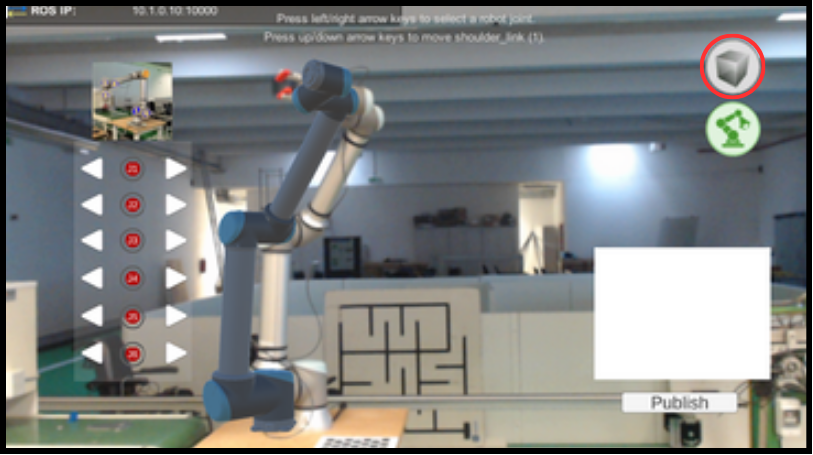 ROS IP: 10.1.0.10:10000
Press left/right arrow keys to select a robot joint.
Press up/down arrow keys to move shoulder_link (1).
J1
J2
J3
J4
J5
J6
Publish